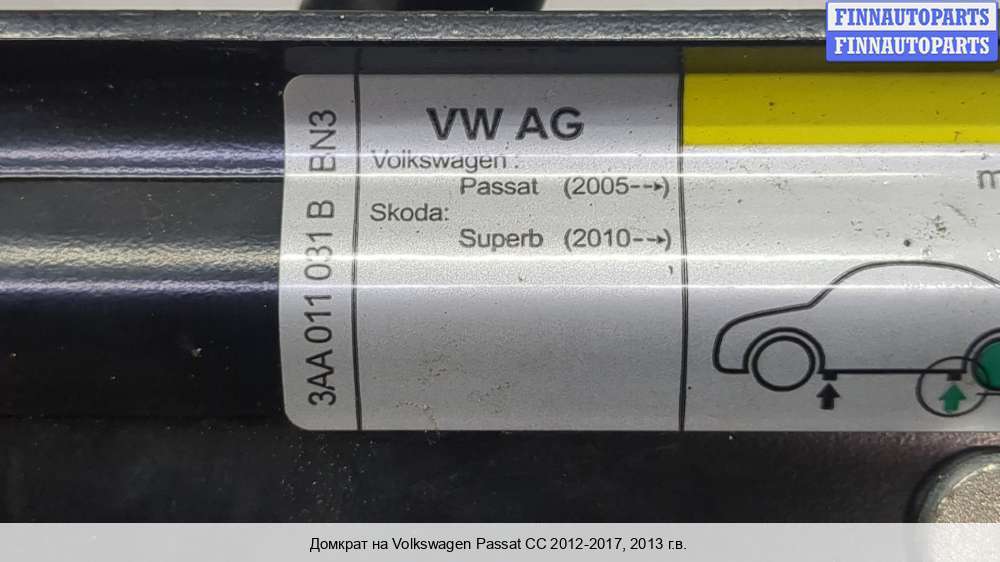 FINNAUTOPARTS
FINNAUTOPARTS
3AA 011 031 B BN3
VW AG
Volkswagen :
Passat (2005-->)
Skoda:
Superb (2010-->)
m
Домкрат на Volkswagen Passat CC 2012-2017, 2013 г.в.